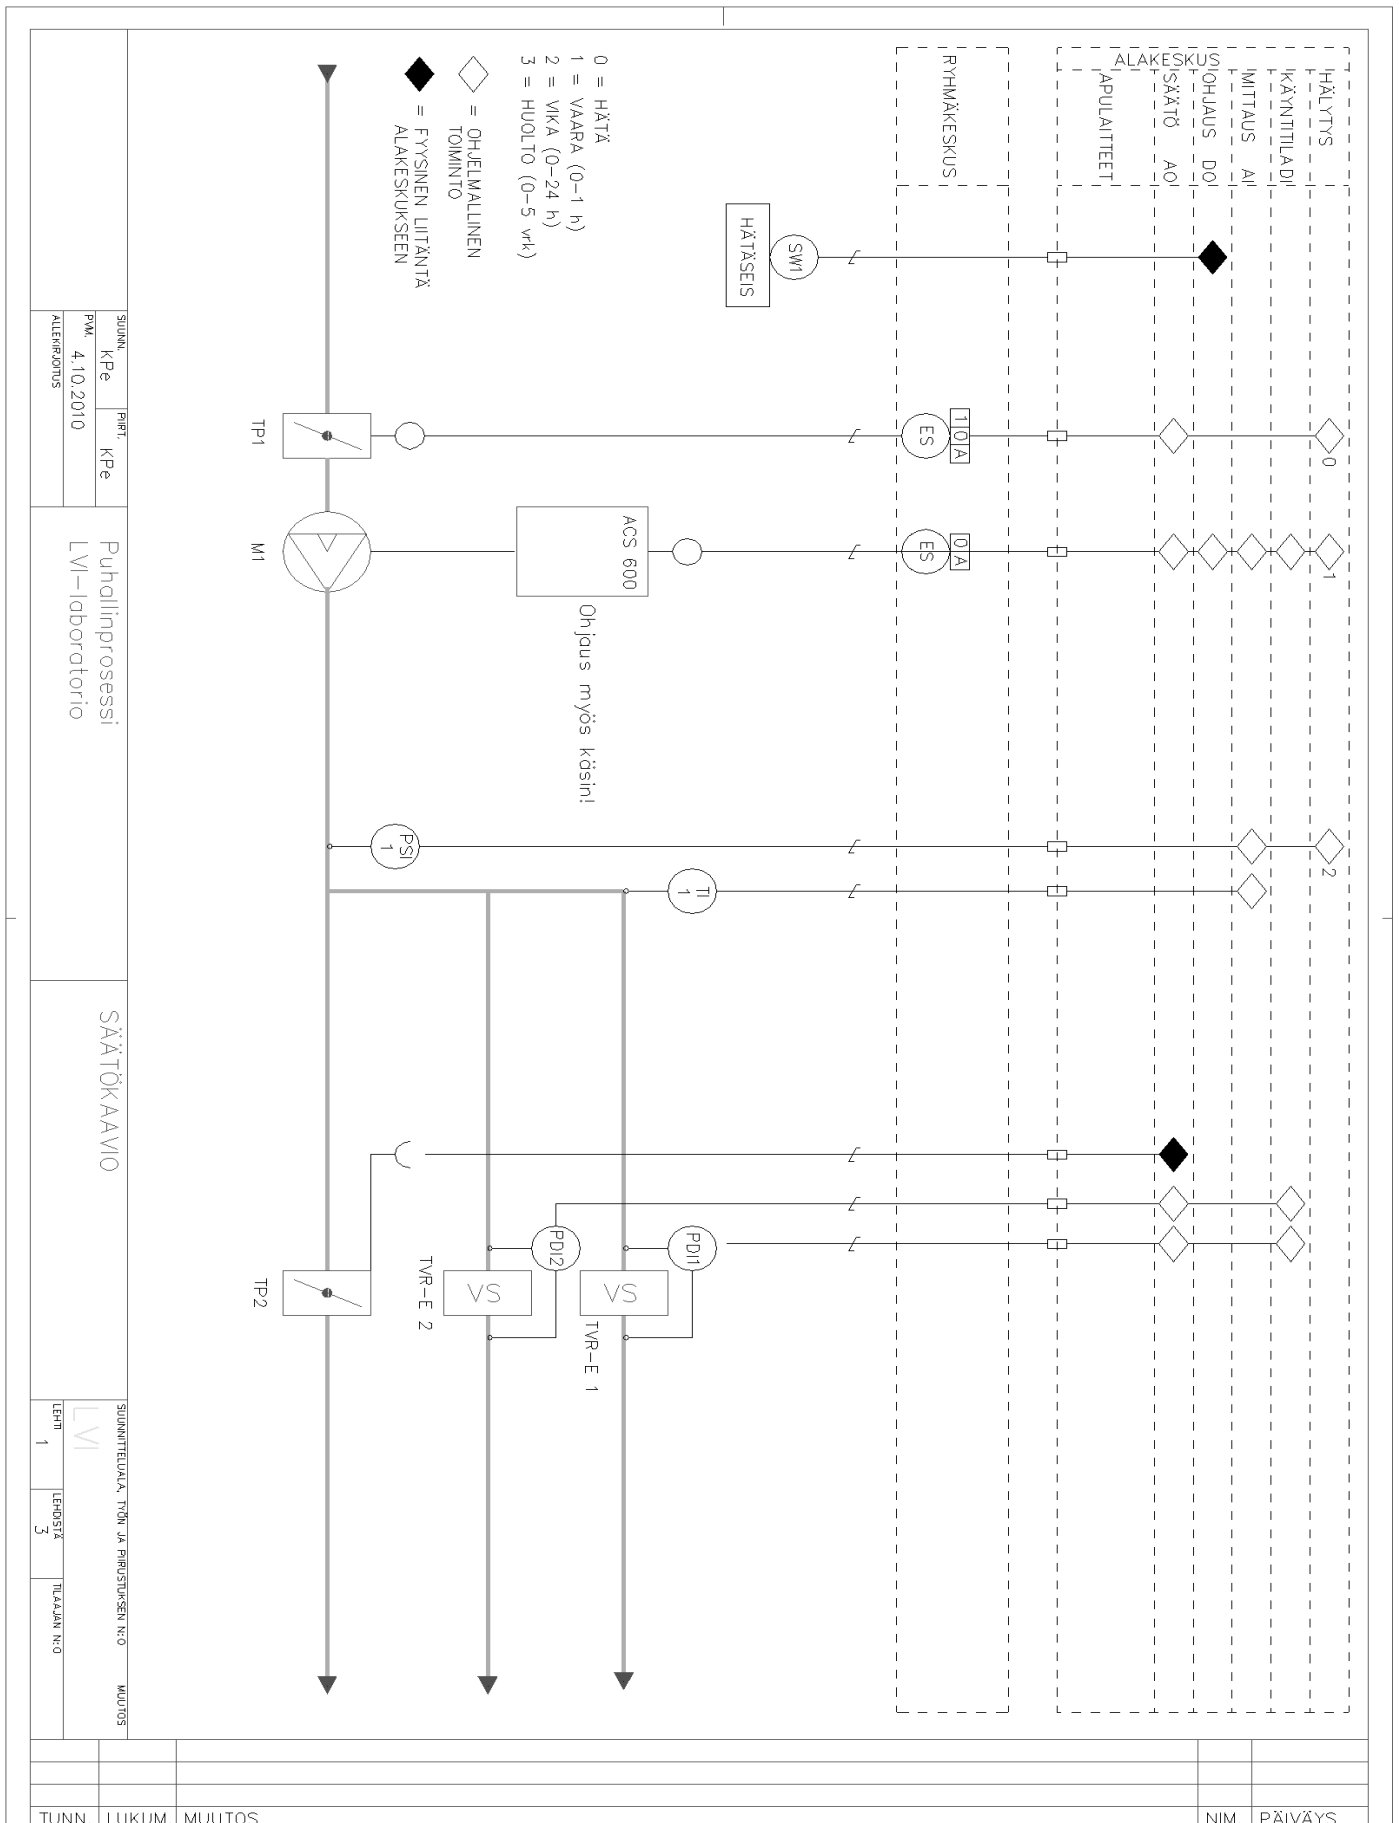 ALAKESKUS
HÄLYTYS
KÄYNTITILA DI
MITTAUS AI
OHJAUS DO
SÄÄTÖ AO
APULAITTEET
RYHMÄKESKUS
0 = HÄTÄ
1 = VAARA (0-1 h)
2 = VIKA (0-24 h)
3 = HUOLTO (0-5 vrk)
= OHJELMALLINEN
TOIMINTO
= FYYSINEN LIITÄNTÄ
ALAKESKUKSEEN
SW1
HÄTÄSEIS
0
1 0 A
ES
TP1
1
0 A
ES
ACS 600
Ohjaus myös käsin!
M1
2
PSI
1
TI
1
PDI1
PDI2
VS
VS
TVR-E 1
TVR-E 2
TP2
SUUNN.
KPe
PIIRT.
KPe
PVM.
4.10.2010
ALLEKIRJOITUS
Puhallinprosessi
LVI-laboratorio
SÄÄTÖKAAVIO
SUUNNITTELUALA, TYÖN JA PIIRUSTUKSEN N:O MUUTOS
LVI
LEHTI
1
LEHDISTÄ
3
TILAAJAN N:O
TUNN LUKUM MUUTOS NIM PÄIVÄYS